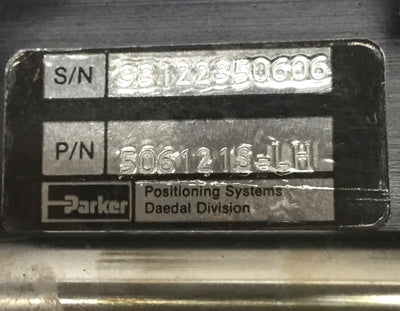 S/N 93122350606
P/N 506121S-LH
Parker Positioning Systems
Daedal Division